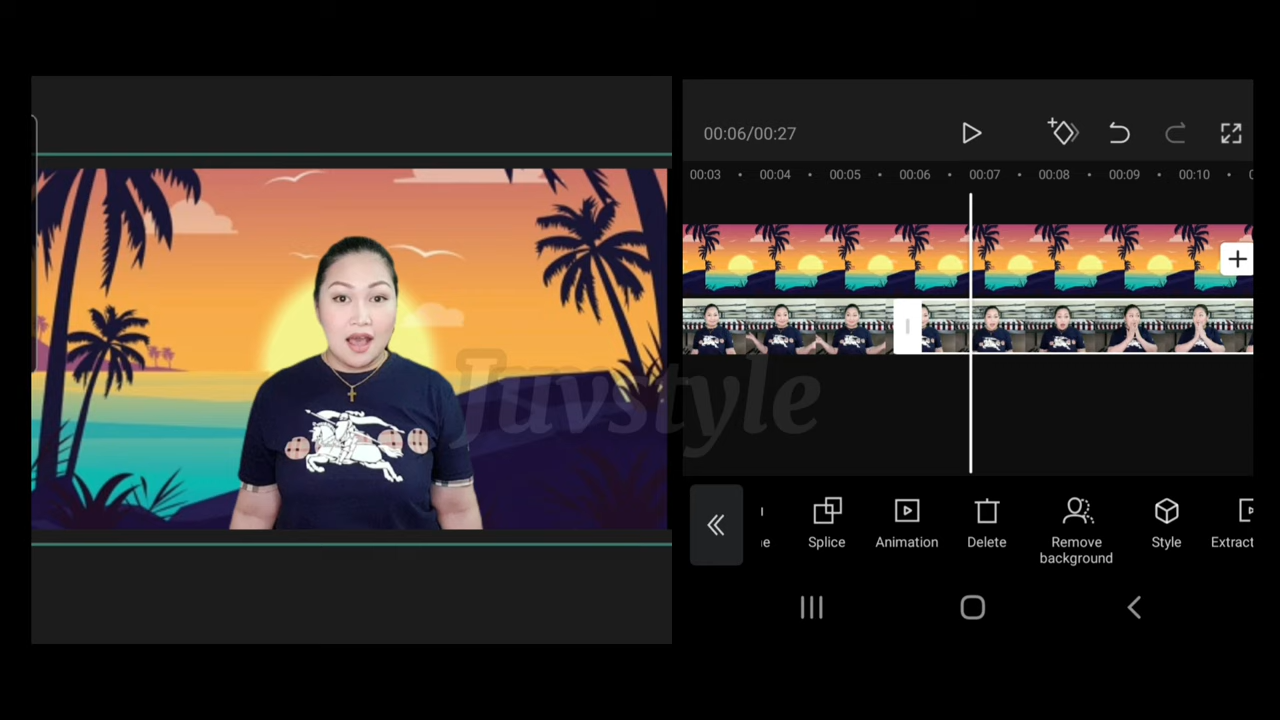 00:06/00:27
00:03 00:04 00:05 00:06 00:07 00:08 00:09 00:10
Juvstyle
Splice Animation Delete Remove background Style Extract